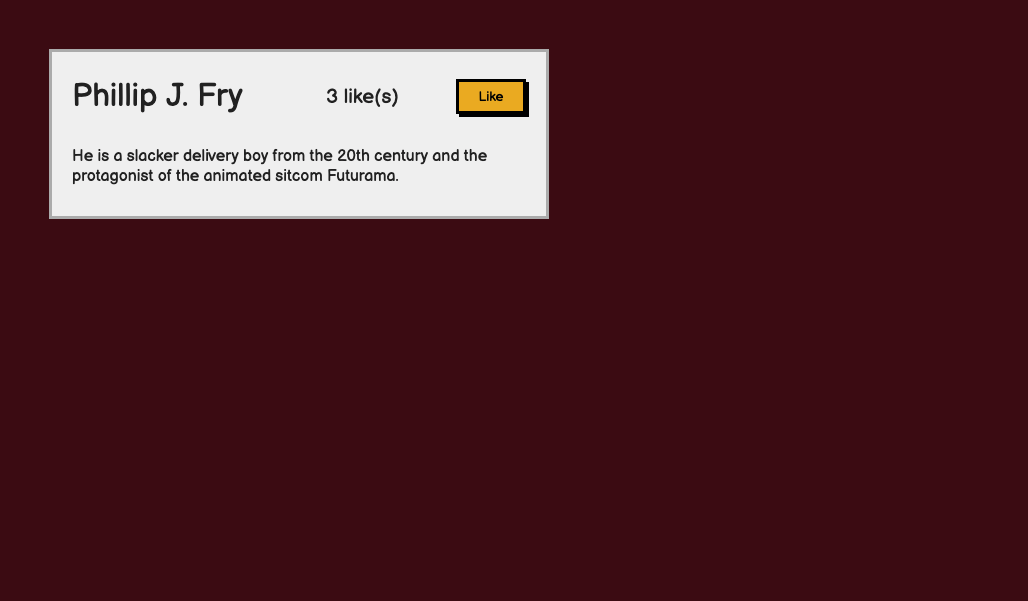 Phillip J. Fry 3 like(s) Like
He is a slacker delivery boy from the 20th century and the
protagonist of the animated sitcom Futurama.